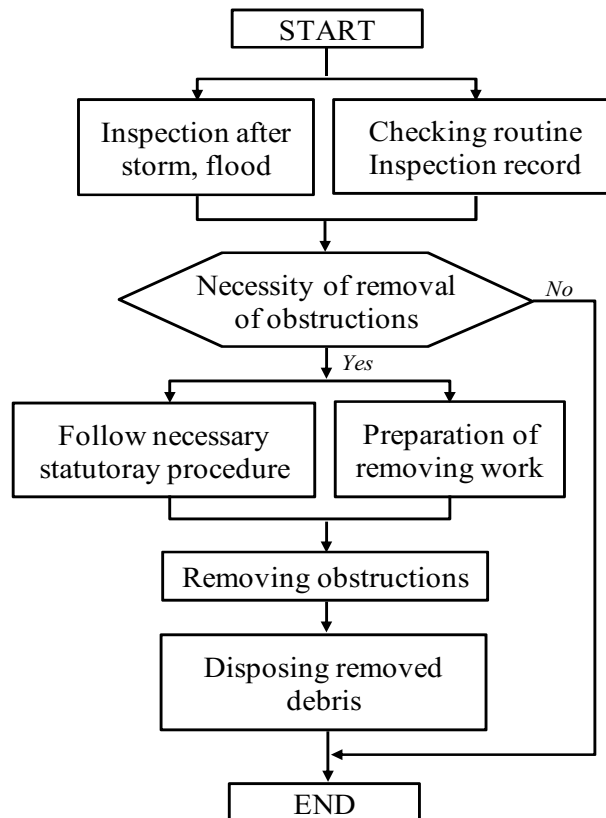 START
Inspection after
storm, flood
Checking routine
Inspection record
Necessity of removal
of obstructions
No
Yes
Follow necessary
statutoray procedure
Preparation of
removing work
Removing obstructions
Disposing removed
debris
END